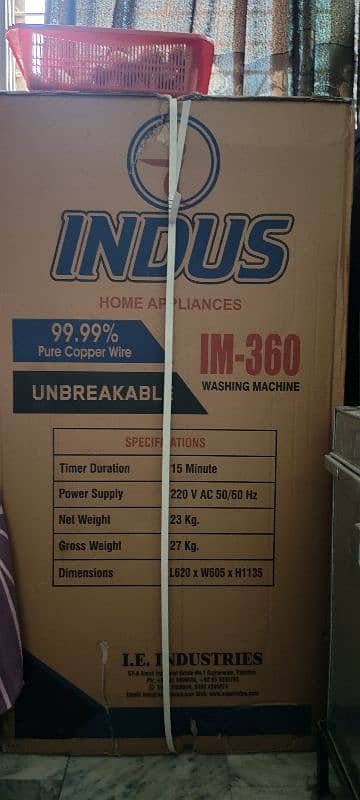 INDUS
HOME APPLIANCES
99.99%
Pure Copper Wire
IM-360
WASHING MACHINE
UNBREAKABLE
SPECIFICATIONS
Timer Duration 15 Minute
Power Supply 220 V AC 50/60 Hz
Net Weight 23 Kg.
Gross Weight 27 Kg.
Dimensions L620 x W605 x H1135
I.E. INDUSTRIES